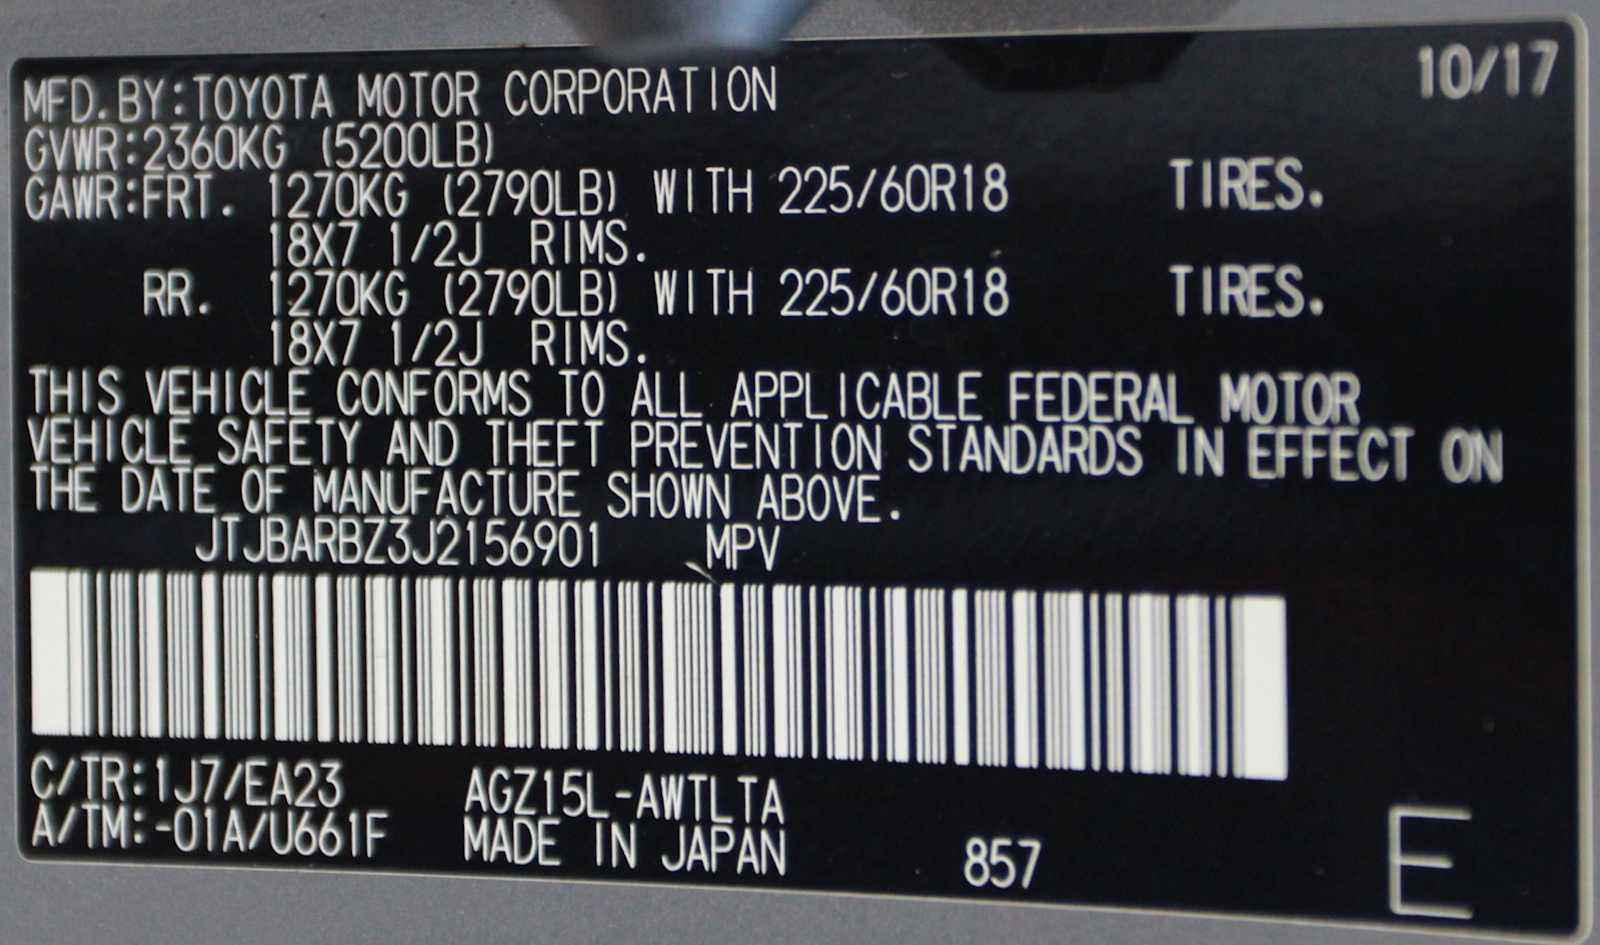 10/17
MFD.BY:TOYOTA MOTOR CORPORATION
GVWR:2360KG (5200LB)
GAWR:FRT. 1270KG (2790LB) WITH 225/60R18 TIRES.
18X7 1/2J RIMS.
RR. 1270KG (2790LB) WITH 225/60R18 TIRES.
18X7 1/2J RIMS.
THIS VEHICLE CONFORMS TO ALL APPLICABLE FEDERAL MOTOR
VEHICLE SAFETY AND THEFT PREVENTION STANDARDS IN EFFECT ON
THE DATE OF MANUFACTURE SHOWN ABOVE.
JTJBARBZ3J2156901 MPV
C/TR:1J7/EA23 AGZ15L-AWTLTA
A/TM:-01A/U661F MADE IN JAPAN 857 E